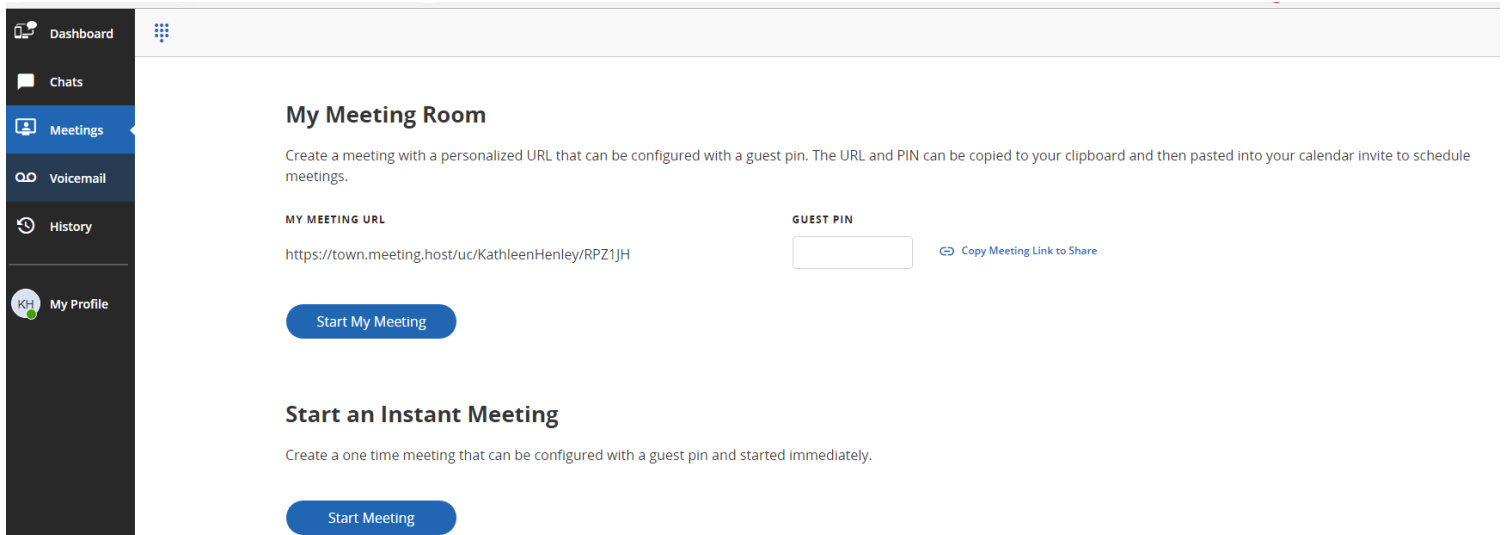 Dashboard
Chats
Meetings
Voicemail
History
KH
My Profile
My Meeting Room
Create a meeting with a personalized URL that can be configured with a guest pin. The URL and PIN can be copied to your clipboard and then pasted into your calendar invite to schedule
meetings.
MY MEETING URL
GUEST PIN
https://town.meeting.host/uc/KathleenHenley/RPZ1JH
Copy Meeting Link to Share
Start My Meeting
Start an Instant Meeting
Create a one time meeting that can be configured with a guest pin and started immediately.
Start Meeting